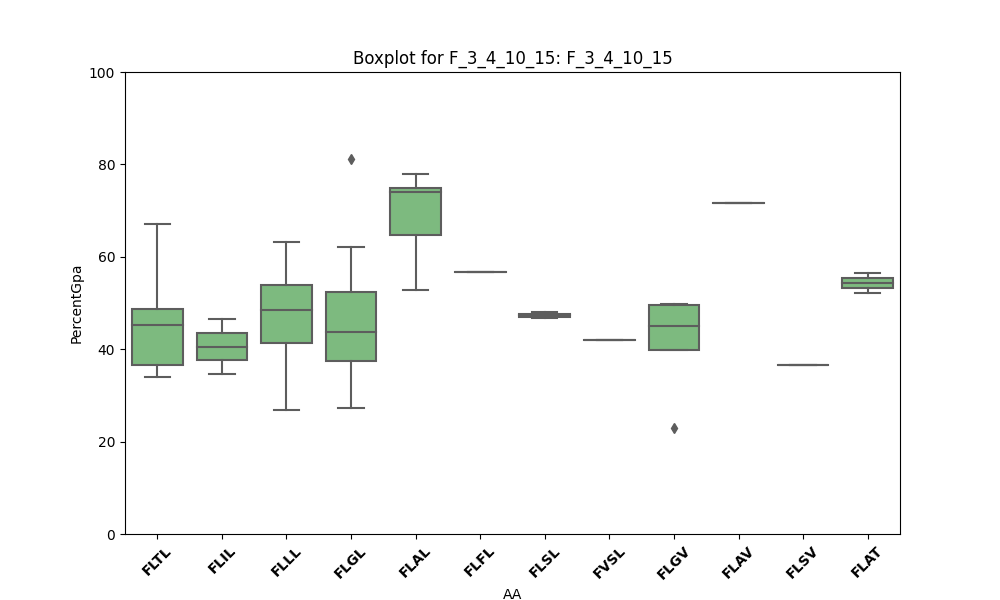 Boxplot for F_3_4_10_15: F_3_4_10_15
100
80
60
40
20
0
PercentGpa
FLTL
FLIL
FLLL
FLGL
FLAL
FLFL
FLSL
FVSL
FLGV
FLAV
FLSV
FLAT
AA